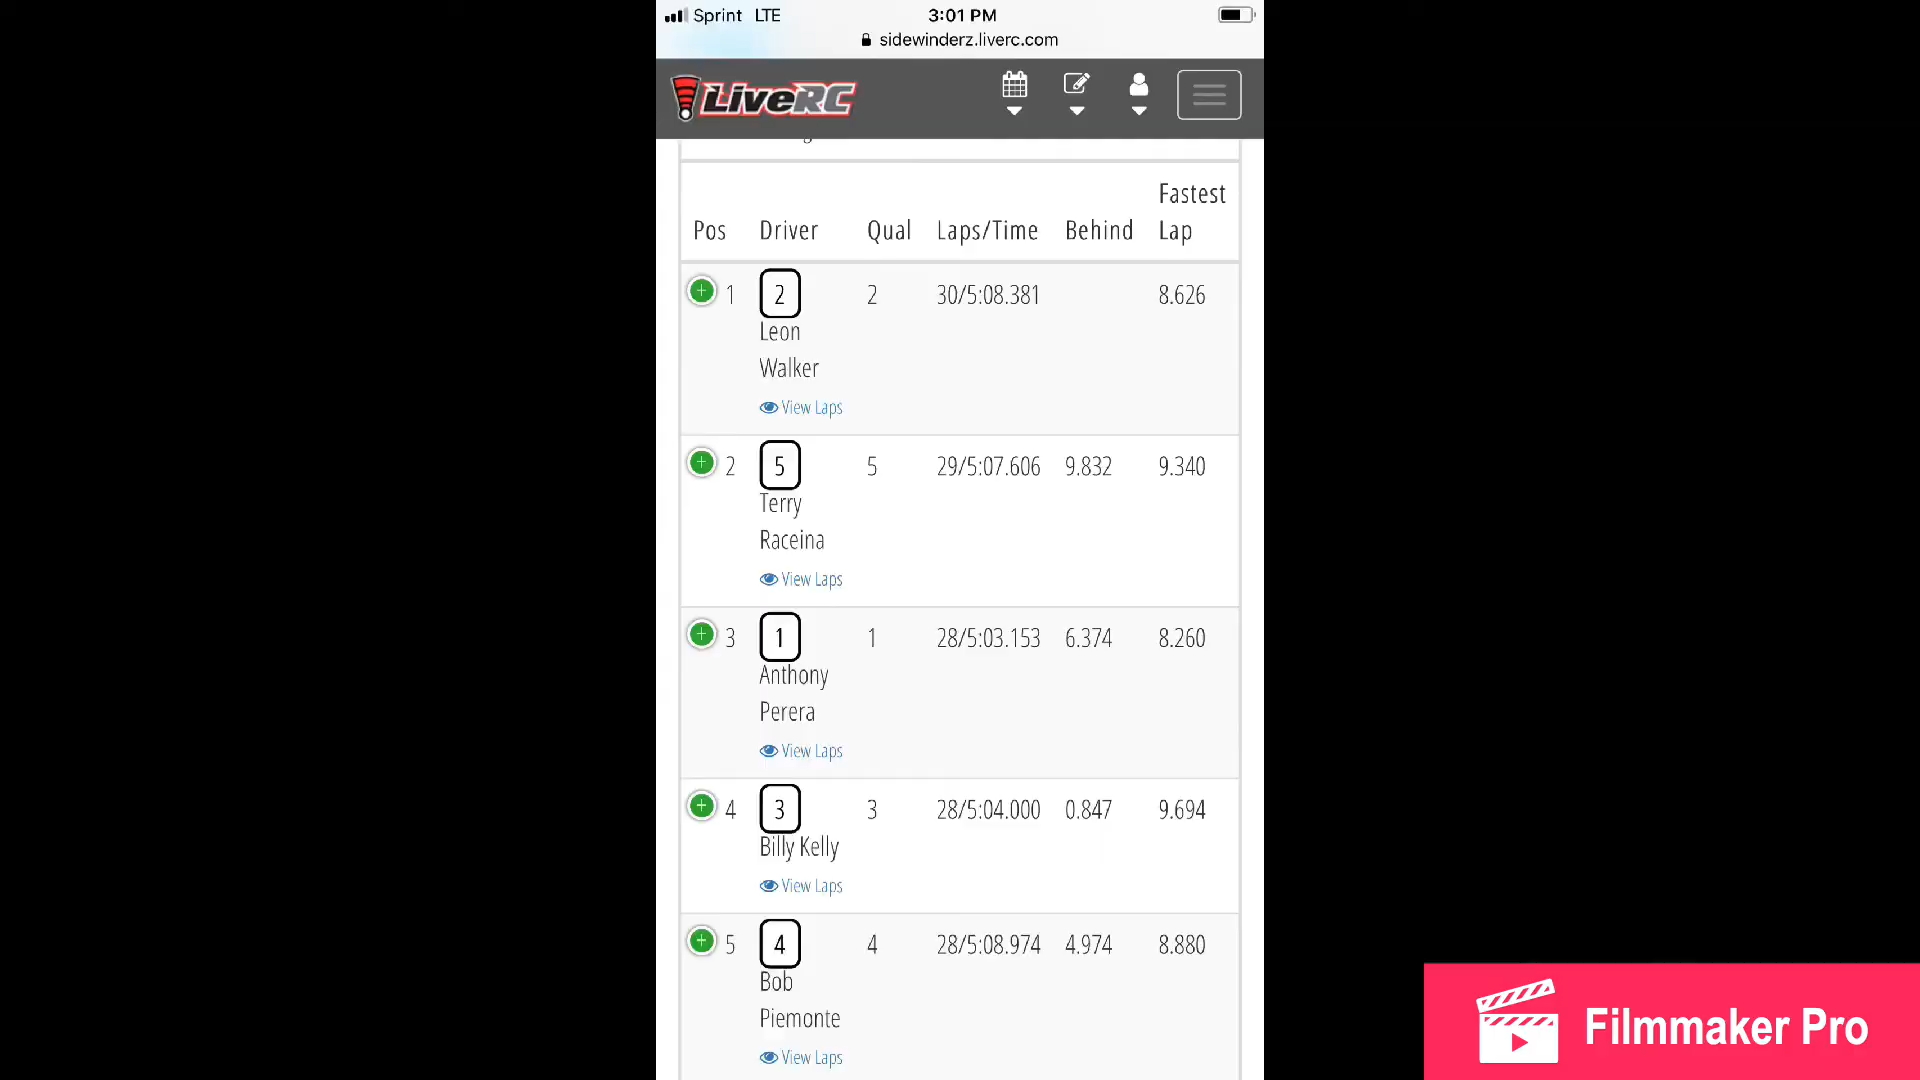 Sprint LTE 3:01 PM
sidewinderz.liverc.com
LiveRC
Pos Driver Qual Laps/Time Behind Fastest Lap
1 2 2 30/5:08.381 8.626
Leon
Walker
View Laps
2 5 5 29/5:07.606 9.832 9.340
Terry
Raceina
View Laps
3 1 1 28/5:03.153 6.374 8.260
Anthony
Perera
View Laps
4 3 3 28/5:04.000 0.847 9.694
Billy Kelly
View Laps
5 4 4 28/5:08.974 4.974 8.880
Bob
Piemonte
View Laps
Filmmaker Pro